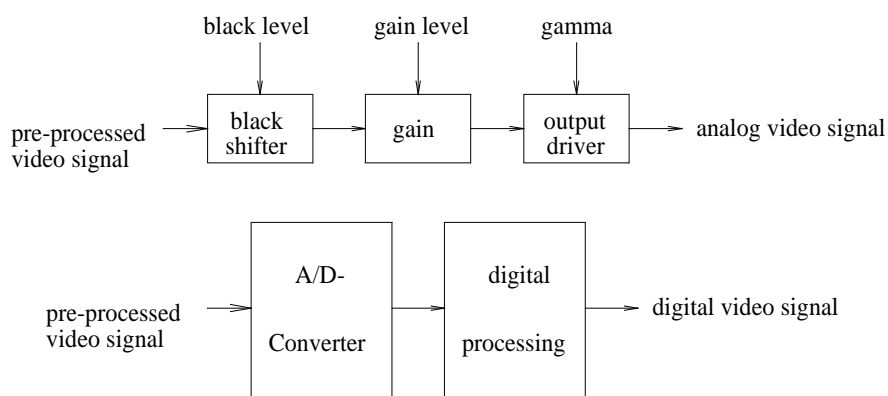 black level
gain level
gamma
pre-processed
video signal
black
shifter
gain
output
driver
analog video signal
pre-processed
video signal
A/D-
Converter
digital
processing
digital video signal